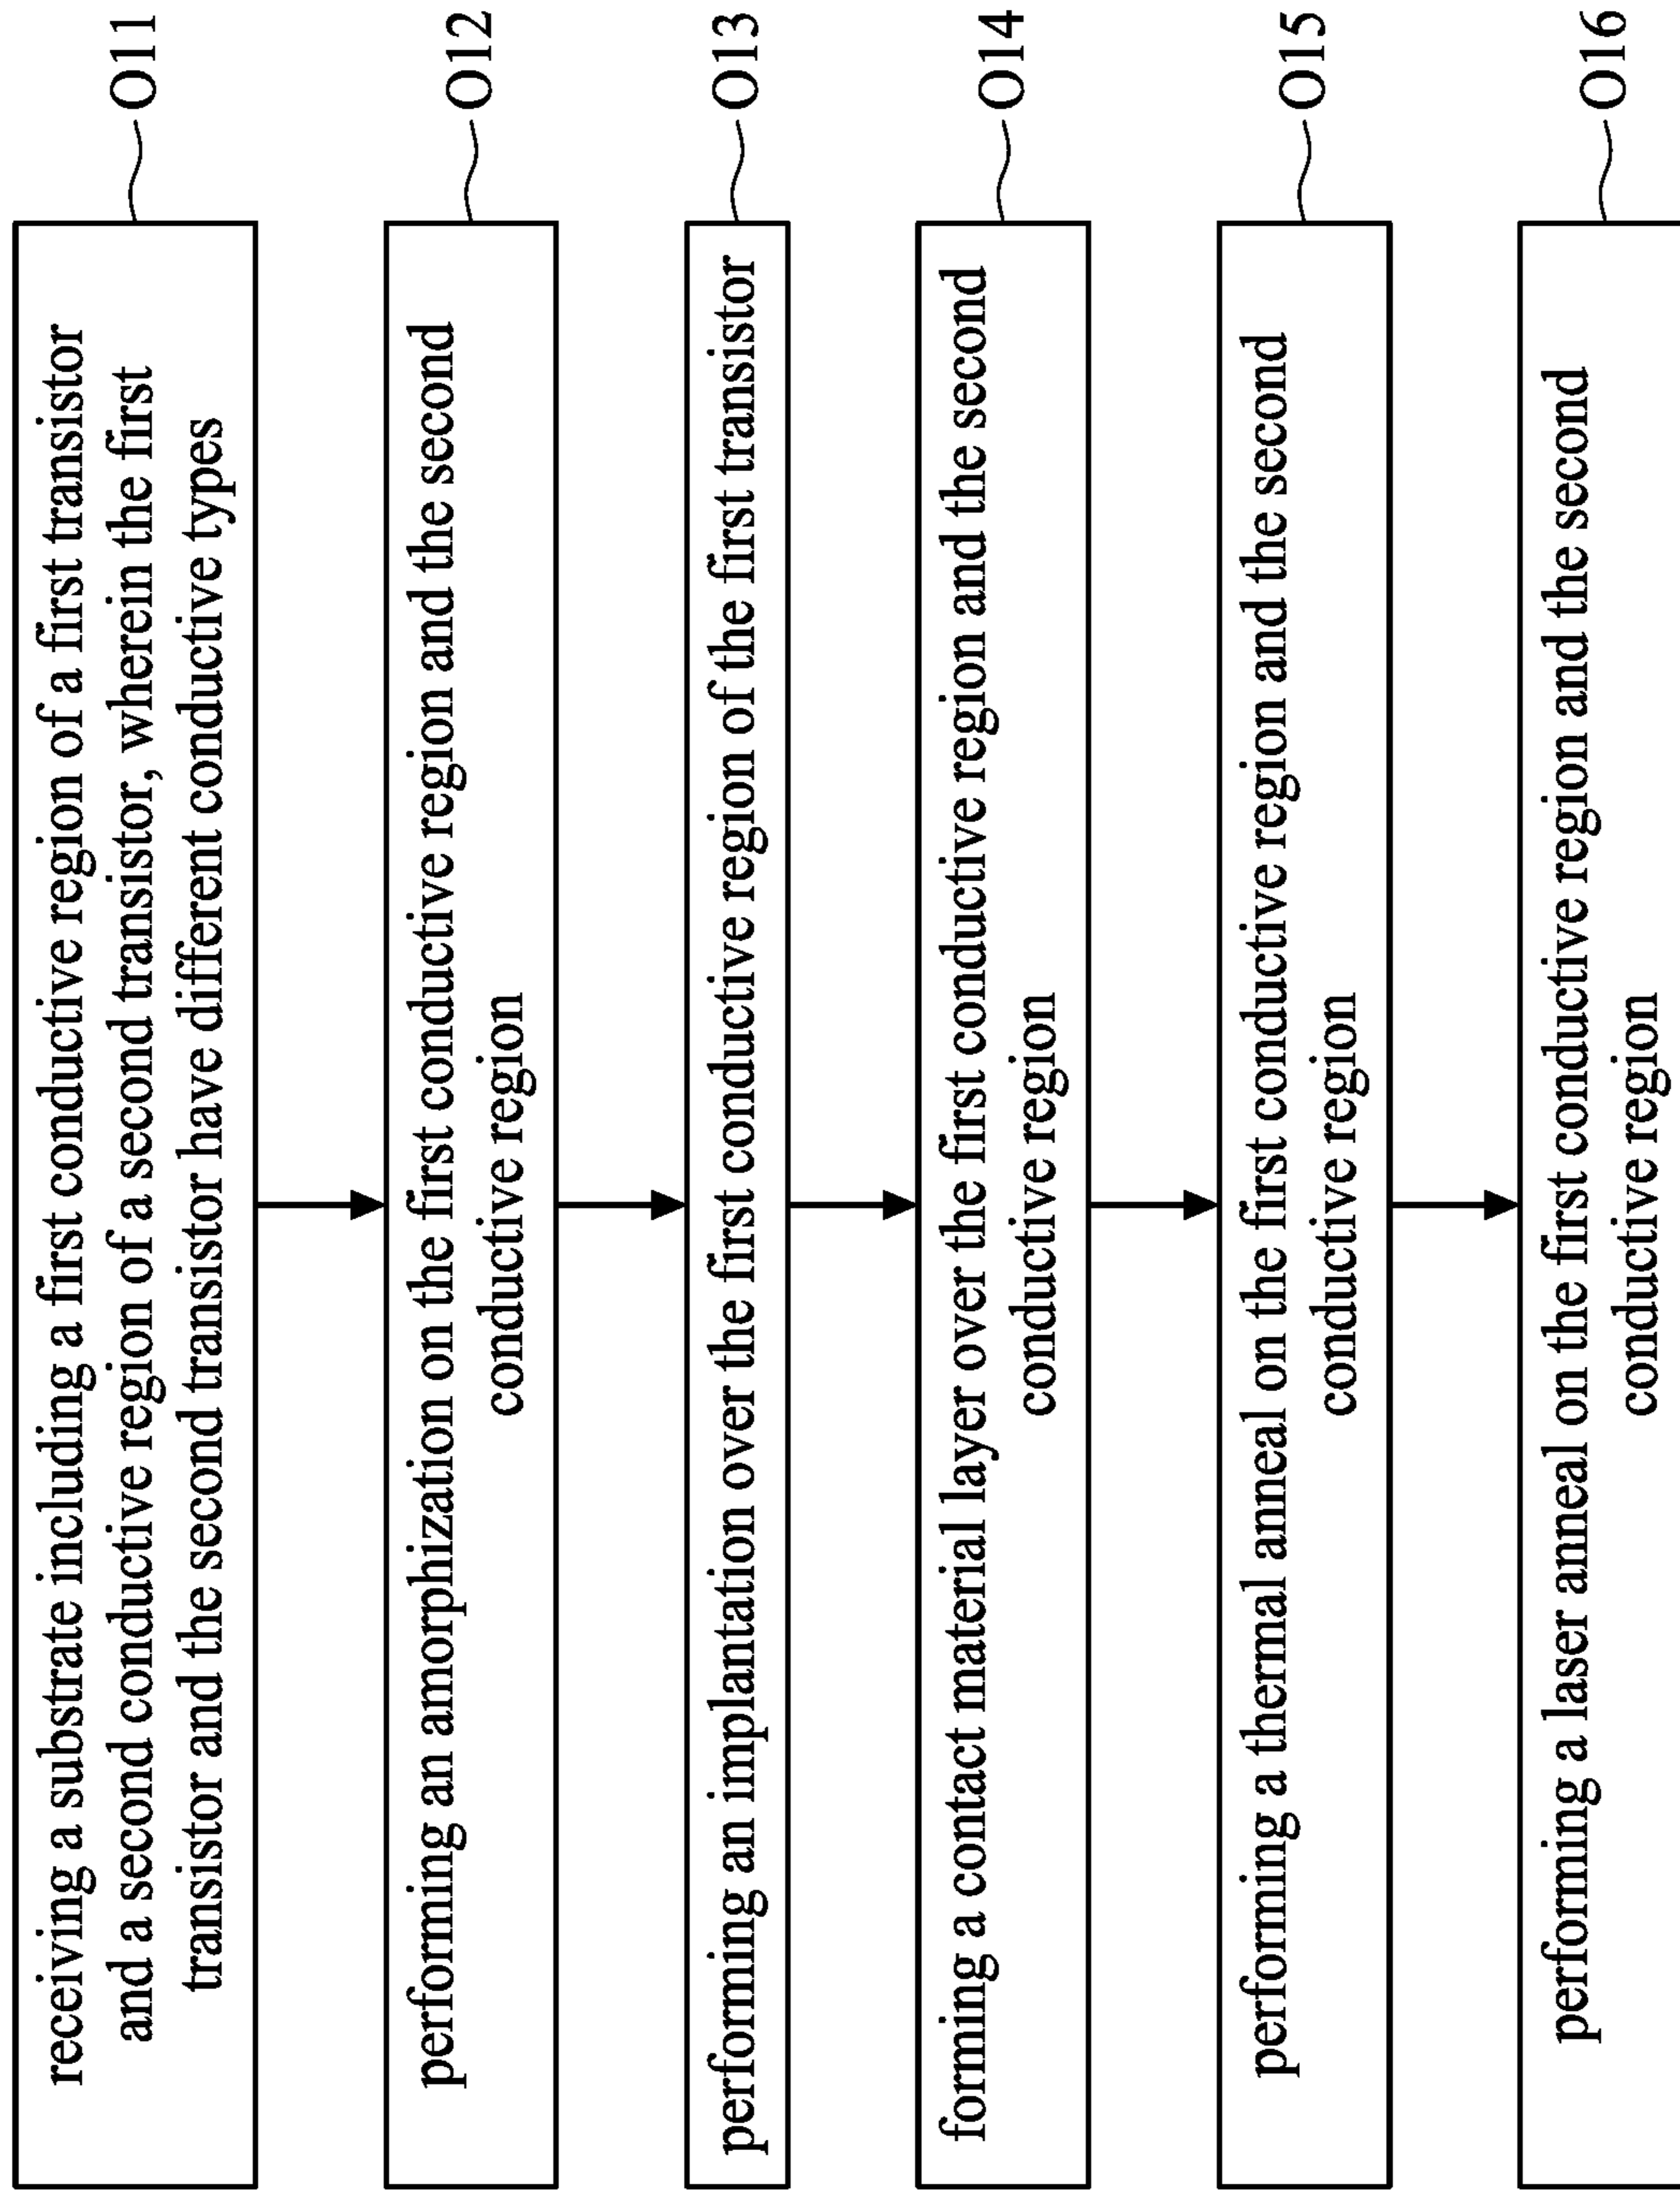 receiving a substrate including a first conductive region of a first transistor
and a second conductive region of a second transistor, wherein the first
transistor and the second transistor have different conductive types
O11
performing an amorphization on the first conductive region and the second
conductive region
O12
performing an implantation over the first conductive region of the first transistor
O13
forming a contact material layer over the first conductive region and the second
conductive region
O14
performing a thermal anneal on the first conductive region and the second
conductive region
O15
performing a laser anneal on the first conductive region and the second
conductive region
O16